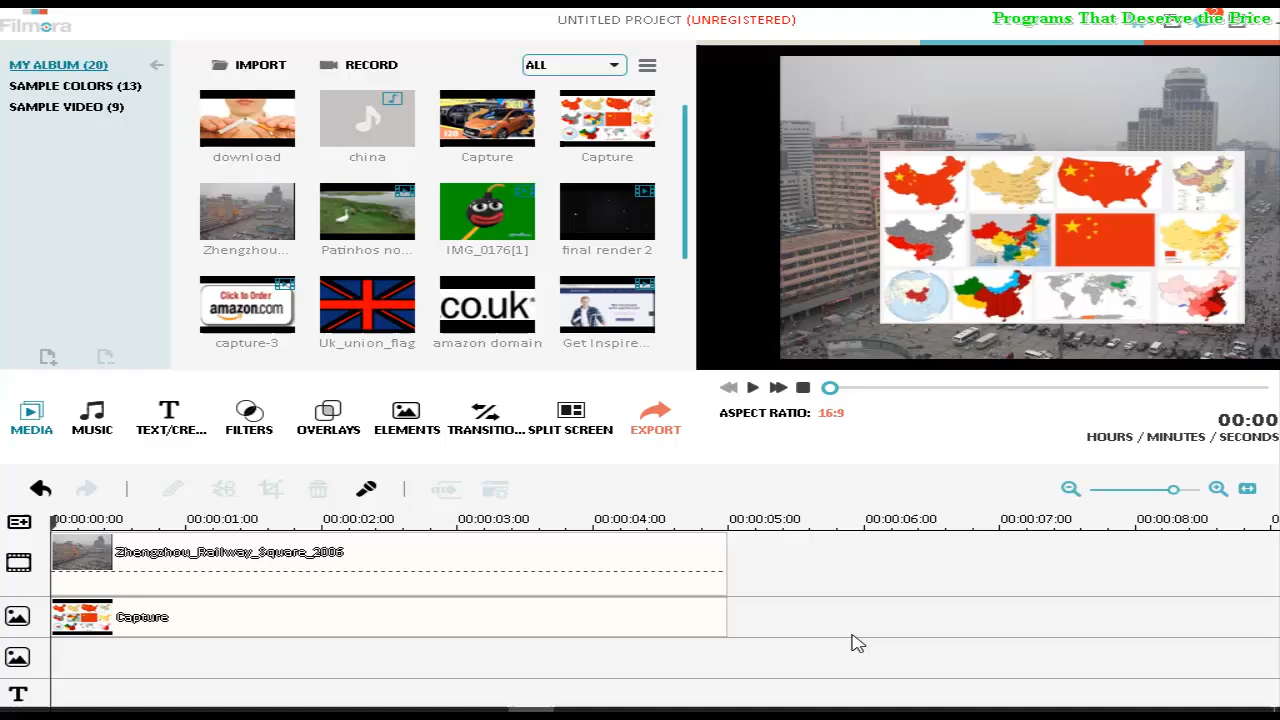 Filmora
UNTITLED PROJECT (UNREGISTERED)
Programs That Deserve the Price
MY ALBUM (20)
SAMPLE COLORS (13)
SAMPLE VIDEO (9)
IMPORT
RECORD
ALL
download
china
Capture
Capture
Zhengzhou...
Patinhos no...
IMG_0176[1]
final render 2
Click to Order
amazon.com
co.uk
capture-3
Uk_union_flag
amazon domain
Get Inspire...
MEDIA
MUSIC
TEXT/CRE...
FILTERS
OVERLAYS
ELEMENTS
TRANSITIO...
SPLIT SCREEN
EXPORT
ASPECT RATIO: 16:9
00:00
HOURS / MINUTES / SECONDS
00:00:00:00
00:00:01:00
00:00:02:00
00:00:03:00
00:00:04:00
00:00:05:00
00:00:06:00
00:00:07:00
00:00:08:00
Zhengzhou_Railway_Square_2006
Capture
T